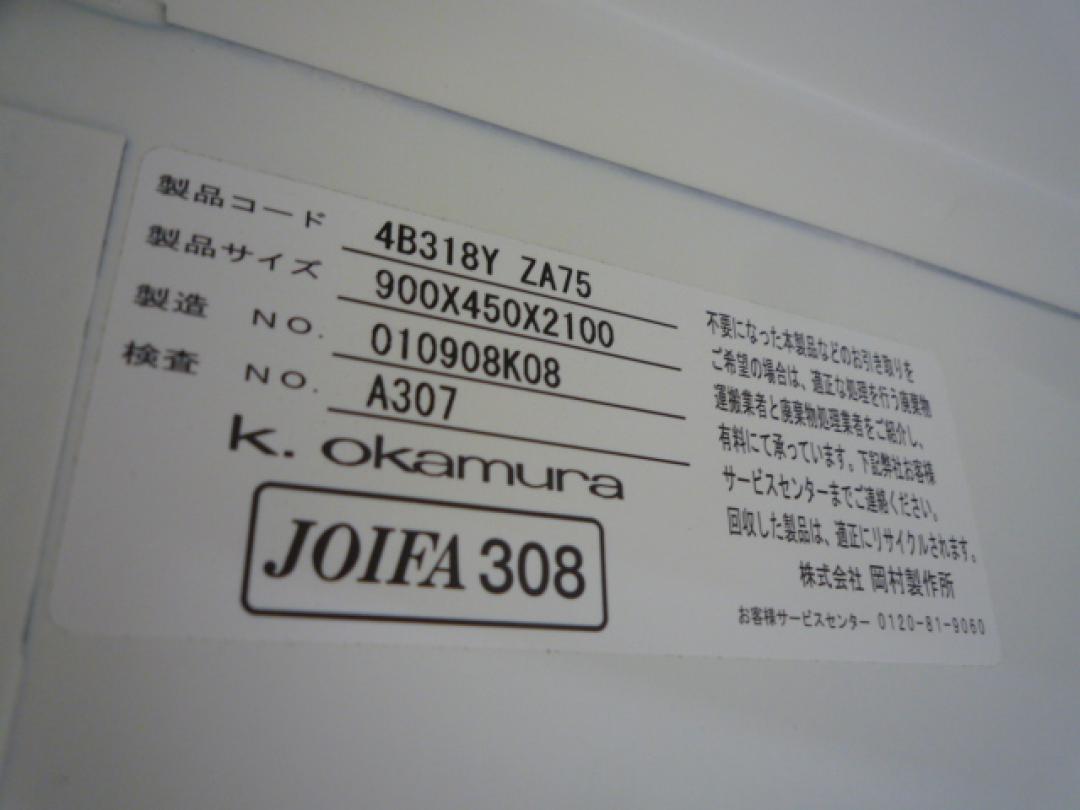 製品コード 4B318Y ZA75
製品サイズ 900X450X2100
製造 NO. 010908K08
検査 NO. A307
k. okamura
JOIFA 308
不要になった本製品などのお引き取りを
ご希望の場合は、適正な処理を行う廃棄物
運搬業者と廃棄物処理業者をご紹介し、
有料にて承っています。下記弊社お客様
サービスセンターまでご連絡ください。
回収した製品は、適正にリサイクルされます。
株式会社 岡村製作所
お客様サービスセンター 0120-81-9060